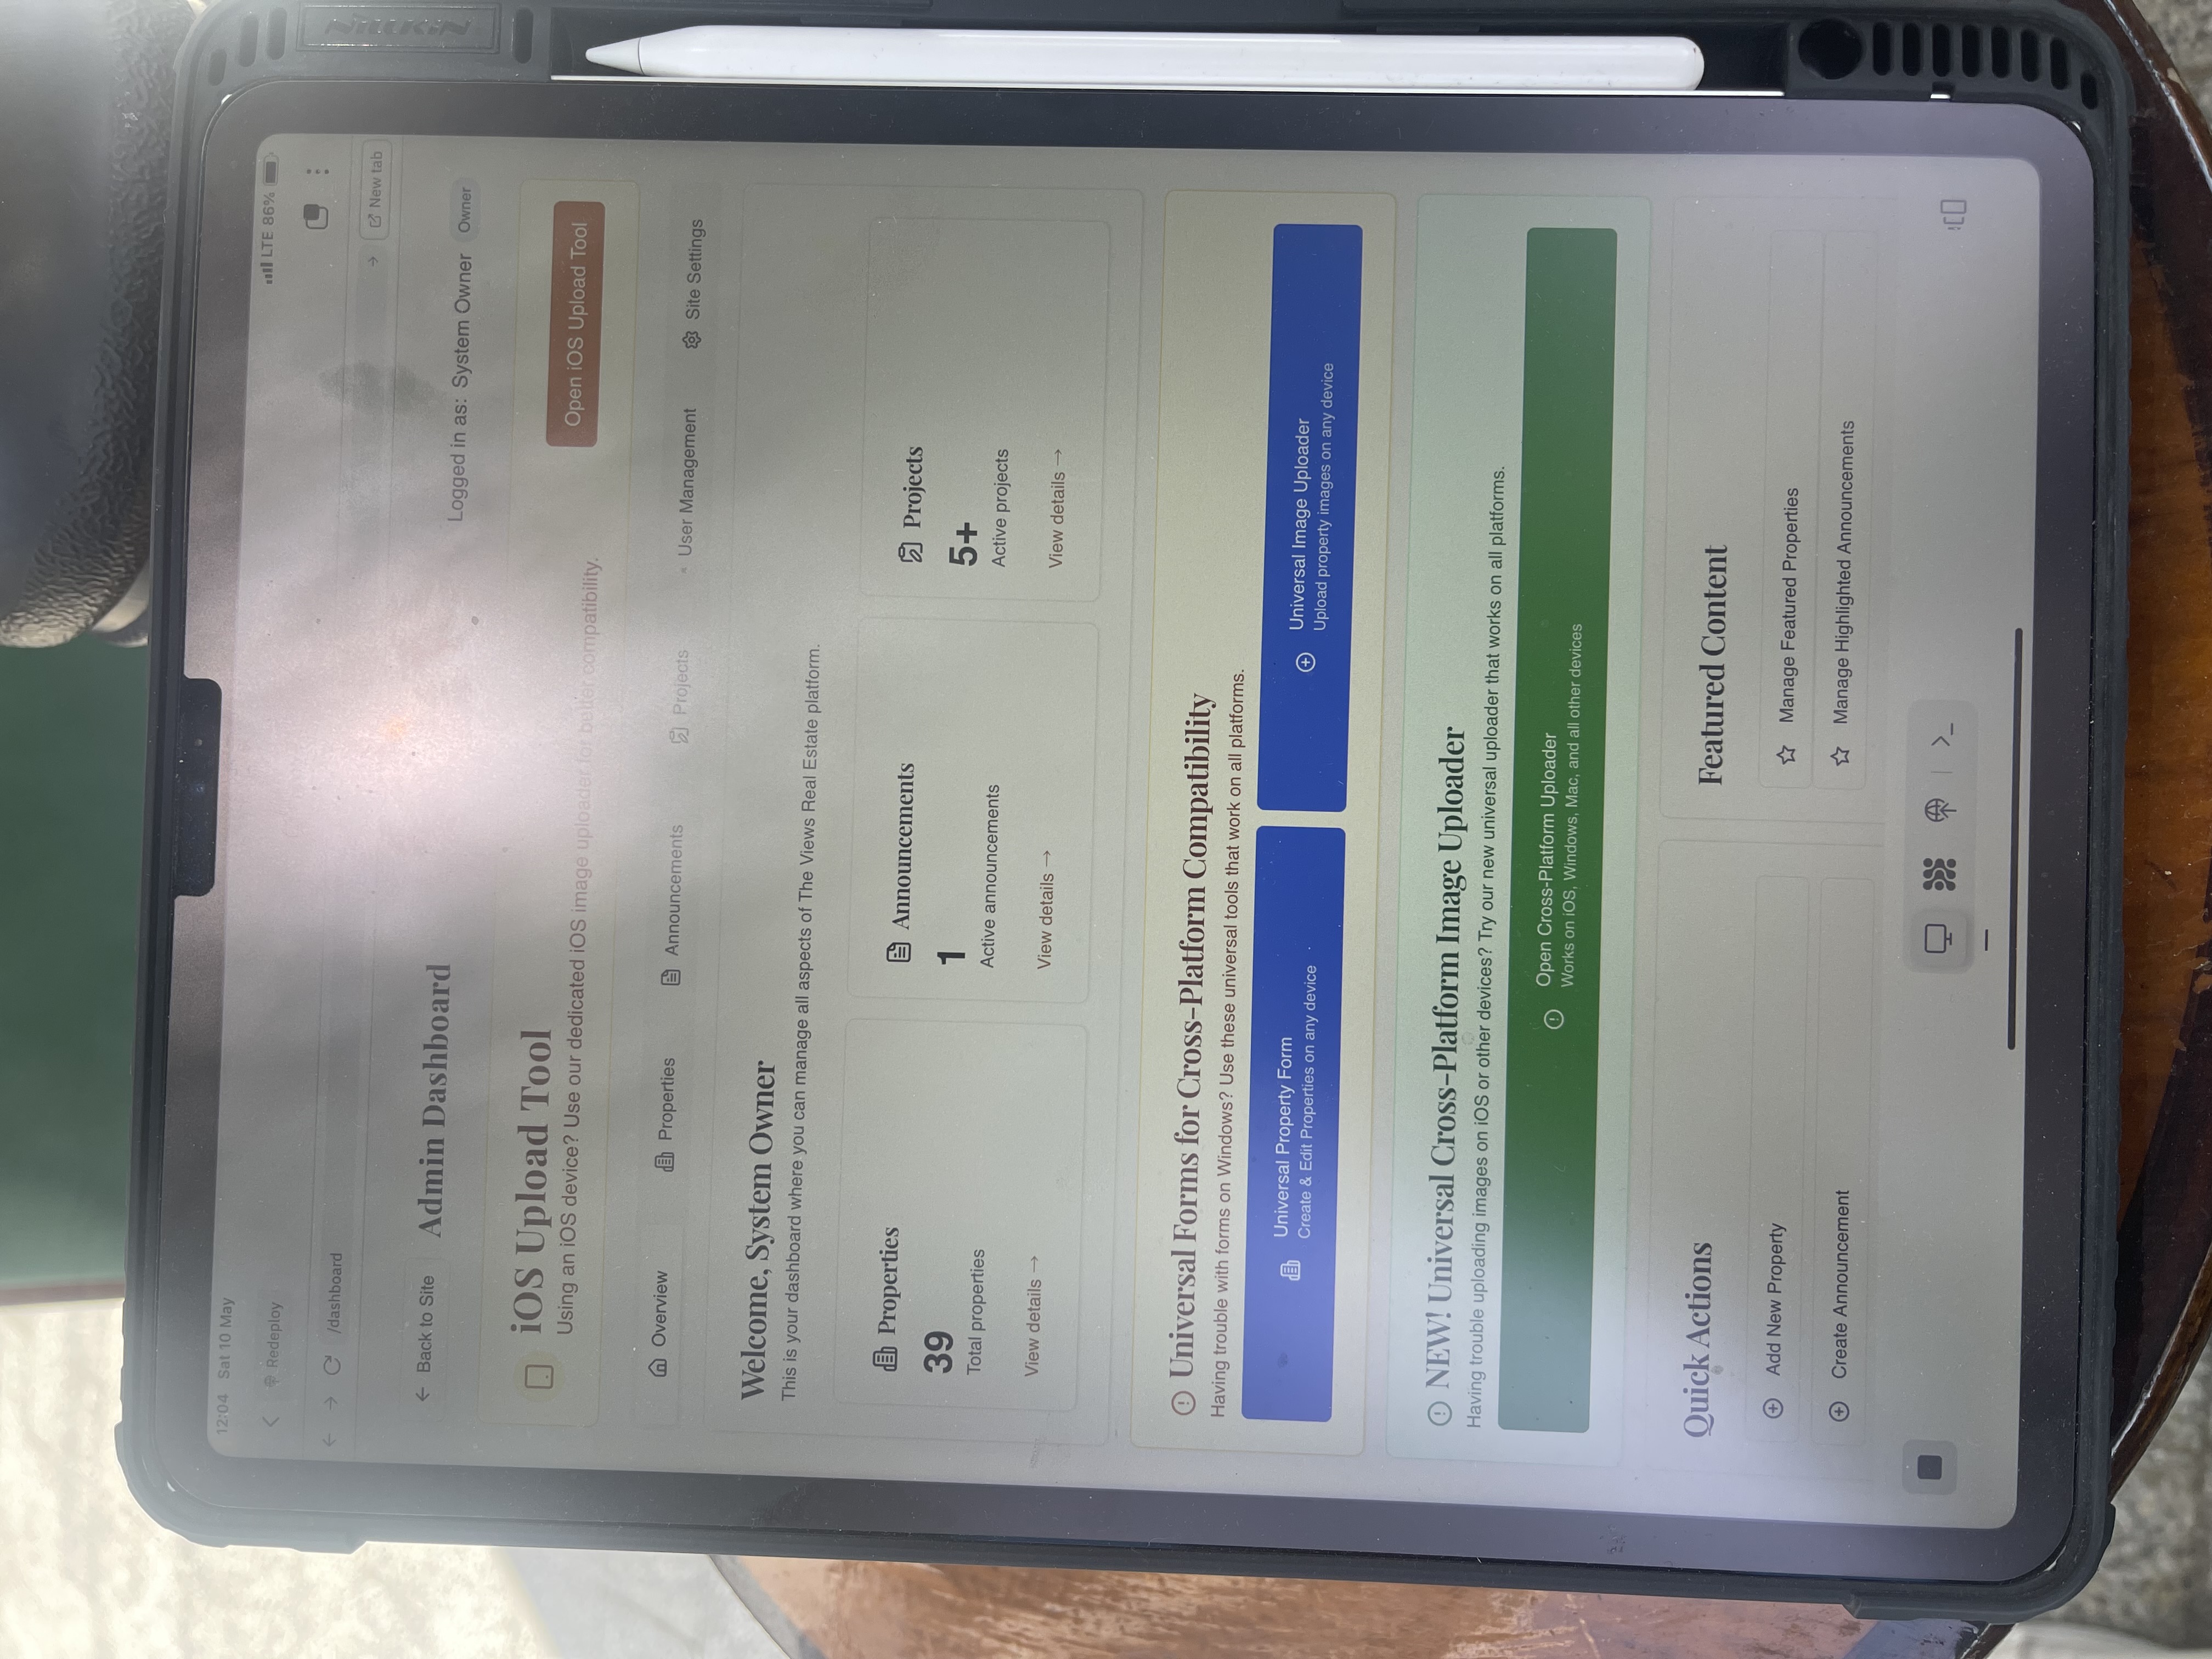 12:04 Sat 10 May
LTE 86%
Redeploy
/dashboard
New tab
Back to Site
Admin Dashboard
Logged in as: System Owner Owner
iOS Upload Tool
Using an iOS device? Use our dedicated iOS image uploader for better compatibility.
Open iOS Upload Tool
Overview Properties Announcements Projects User Management Site Settings
Welcome, System Owner
This is your dashboard where you can manage all aspects of The Views Real Estate platform.
Properties
39
Total properties
View details →
Announcements
1
Active announcements
View details →
Projects
5+
Active projects
View details →
Universal Forms for Cross-Platform Compatibility
Having trouble with forms on Windows? Use these universal tools that work on all platforms.
Universal Property Form
Create & Edit Properties on any device
Universal Image Uploader
Upload property images on any device
NEW! Universal Cross-Platform Image Uploader
Having trouble uploading images on iOS or other devices? Try our new universal uploader that works on all platforms.
Open Cross-Platform Uploader
Works on iOS, Windows, Mac, and all other devices
Quick Actions
Add New Property
Create Announcement
Featured Content
Manage Featured Properties
Manage Highlighted Announcements